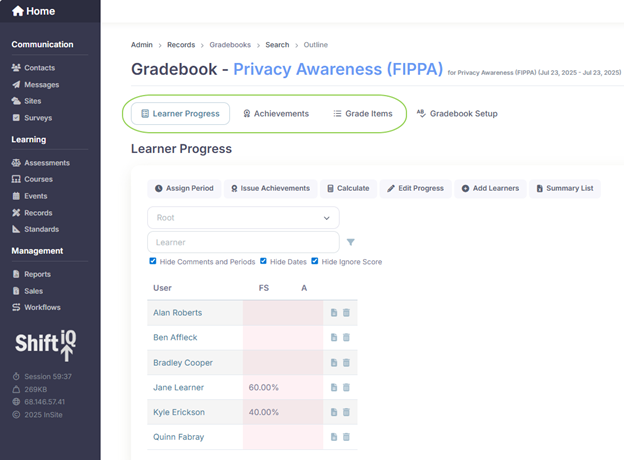 Home
Communication
Contacts
Messages
Sites
Surveys
Learning
Assessments
Courses
Events
Records
Standards
Management
Reports
Sales
Workflows
Shift iQ
Session 59:37
269KB
68.146.57.41
2025 InSite
Admin > Records > Gradebooks > Search > Outline
Gradebook - Privacy Awareness (FIPPA) for Privacy Awareness (FIPPA) (Jul 23, 2025 - Jul 23, 2025)
Learner Progress Achievements Grade Items Gradebook Setup
Learner Progress
Assign Period Issue Achievements Calculate Edit Progress Add Learners Summary List
Root
Learner
Hide Comments and Periods Hide Dates Hide Ignore Score
User FS A
Alan Roberts
Ben Affleck
Bradley Cooper
Jane Learner 60.00%
Kyle Erickson 40.00%
Quinn Fabray